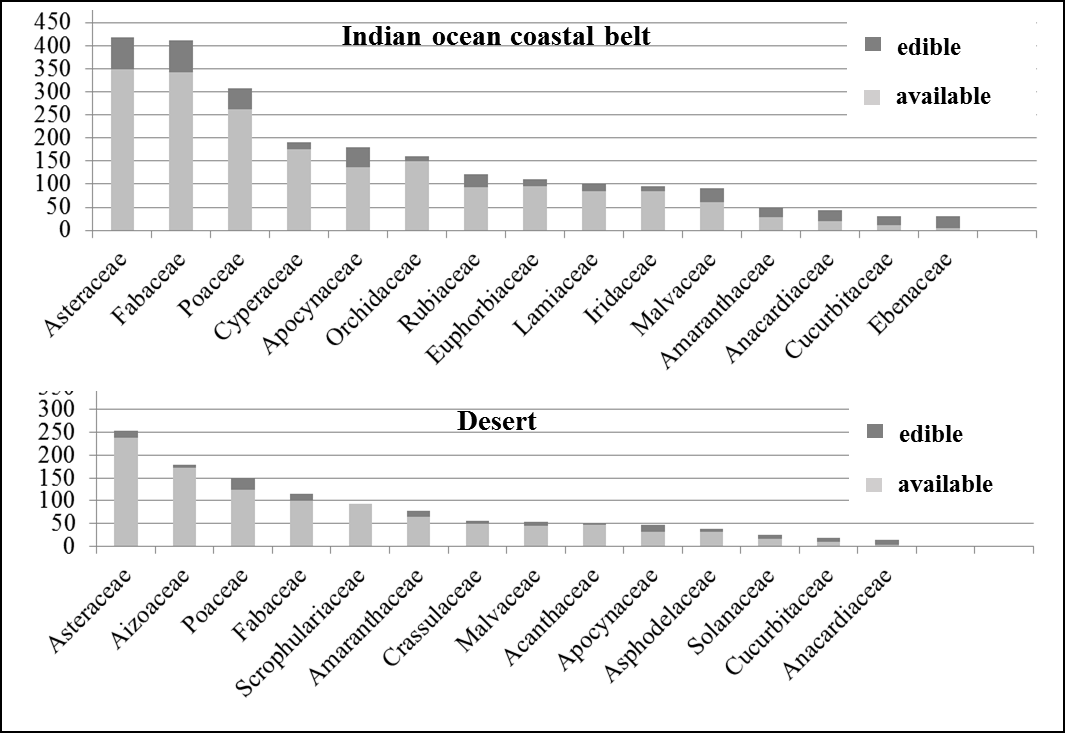 Indian ocean coastal belt
edible
available
450
400
350
300
250
200
150
100
50
0
Asteraceae
Fabaceae
Poaceae
Cyperaceae
Apocynaceae
Orchidaceae
Rubiaceae
Euphorbiaceae
Lamiaceae
Iridaceae
Malvaceae
Amaranthaceae
Anacardiaceae
Cucurbitaceae
Ebenaceae
Desert
edible
available
350
300
250
200
150
100
50
0
Asteraceae
Aizoaceae
Poaceae
Fabaceae
Scrophulariaceae
Amaranthaceae
Crassulaceae
Malvaceae
Acanthaceae
Apocynaceae
Asphodelaceae
Solanaceae
Cucurbitaceae
Anacardiaceae